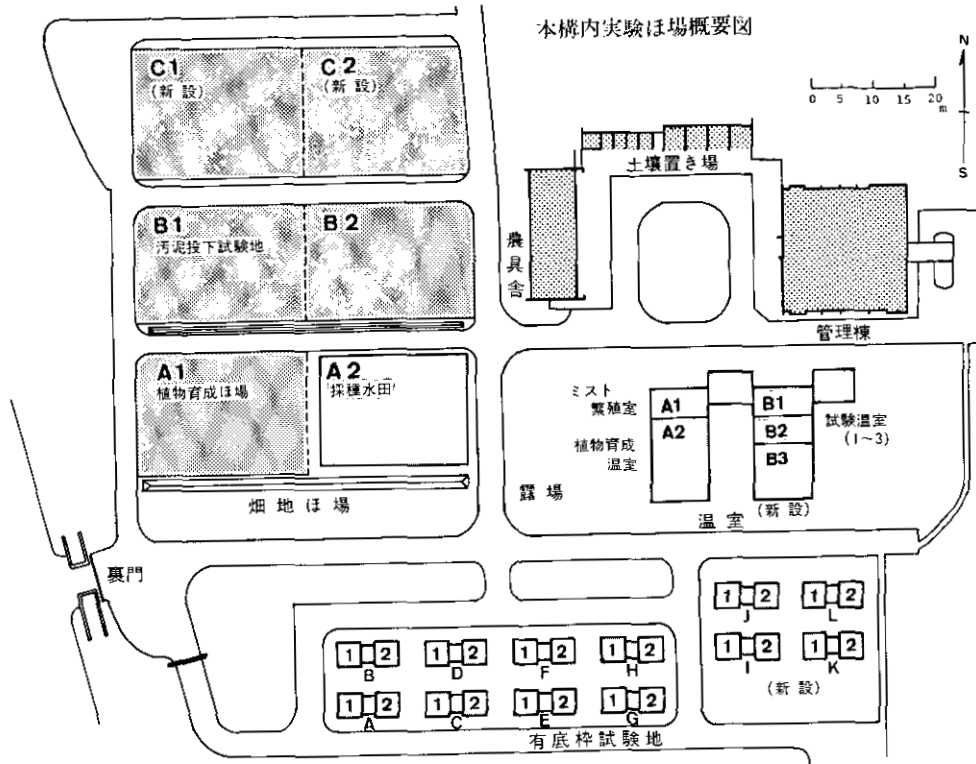 本構内実験ほ場概要図
N
0 5 10 15 20
m
S
C1
(新設)
C2
(新設)
B1
汚泥投下試験地
B2
A1
植物育成ほ場
A2
採種水田
畑地ほ場
土壌置き場
農具舎
管理棟
ミスト
繁殖室
植物育成
温室
A1
A2
B1
B2
B3
試験温室
(1~3)
露場
温室
(新設)
裏門
1 2
B
1 2
D
1 2
F
1 2
H
1 2
A
1 2
C
1 2
E
1 2
G
有底枠試験地
1 2
J
1 2
L
1 2
I
1 2
K
(新設)